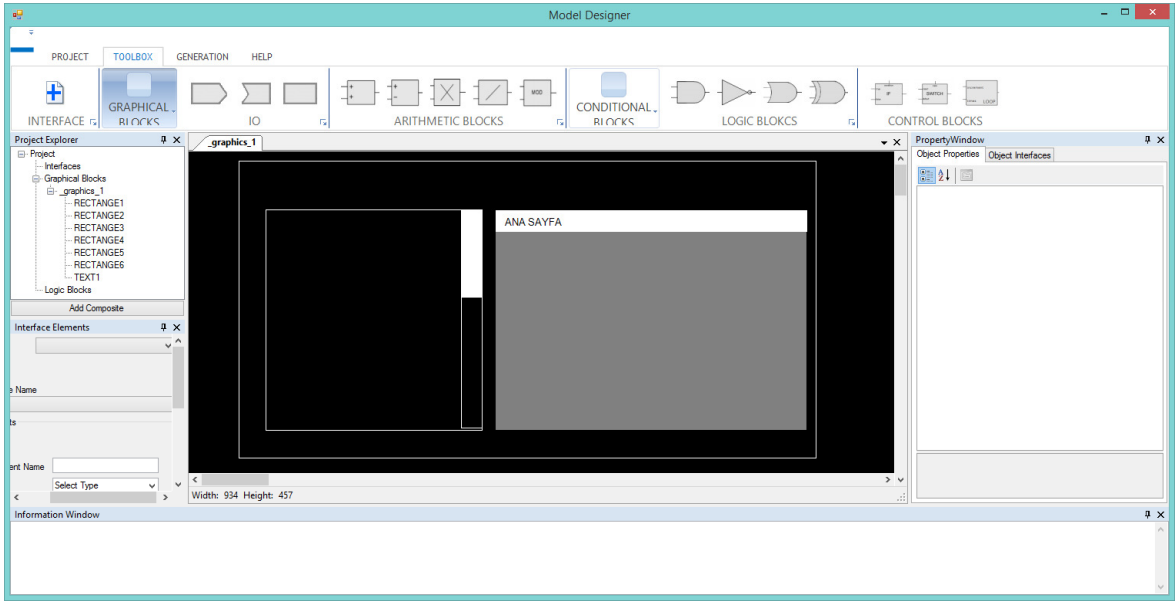 Model Designer
PROJECT TOOLBOX GENERATION HELP
INTERFACE
GRAPHICAL
BLOCKS
IO
MOD
ARITHMETIC BLOCKS
CONDITIONAL
BLOCKS
LOGIC BLOKCS
IF
SWITCH
LOOP
CONTROL BLOCKS
Project Explorer
Project
Interfaces
Graphical Blocks
_graphics_1
RECTANGE1
RECTANGE2
RECTANGE3
RECTANGE4
RECTANGE5
RECTANGE6
TEXT1
Logic Blocks
Add Composite
Interface Elements
e Name
ts
ent Name
Select Type
_graphics_1
ANA SAYFA
Width: 934 Height: 457
PropertyWindow
Object Properties Object Interfaces
Information Window